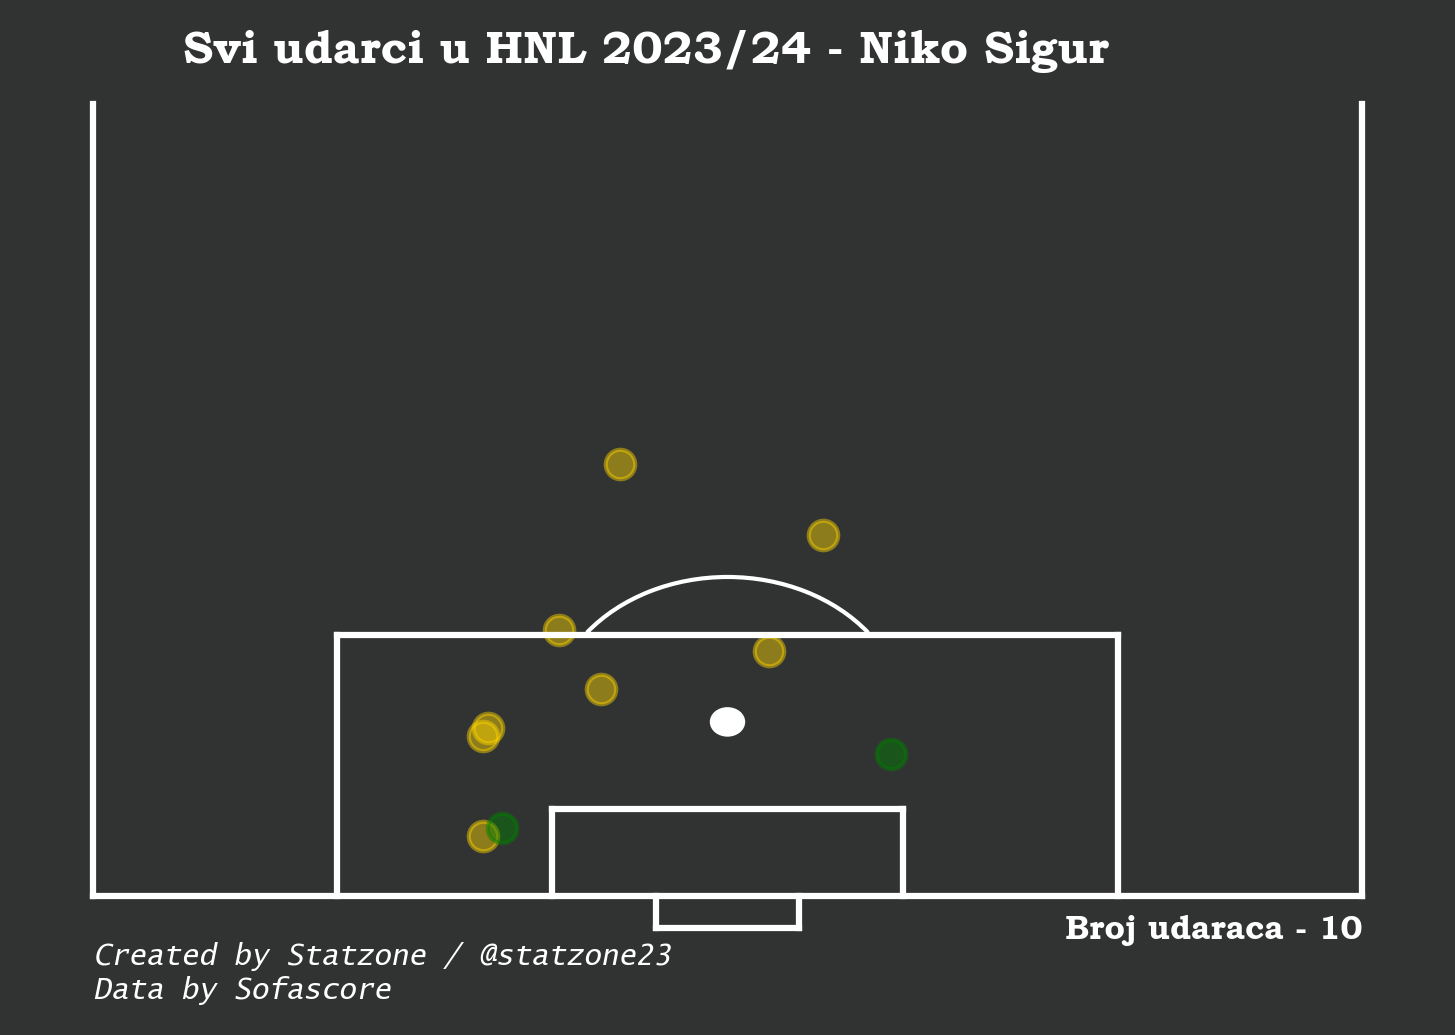 Svi udarci u HNL 2023/24 - Niko Sigur
Broj udaraca - 10
Created by Statzone / @statzone23
Data by Sofascore